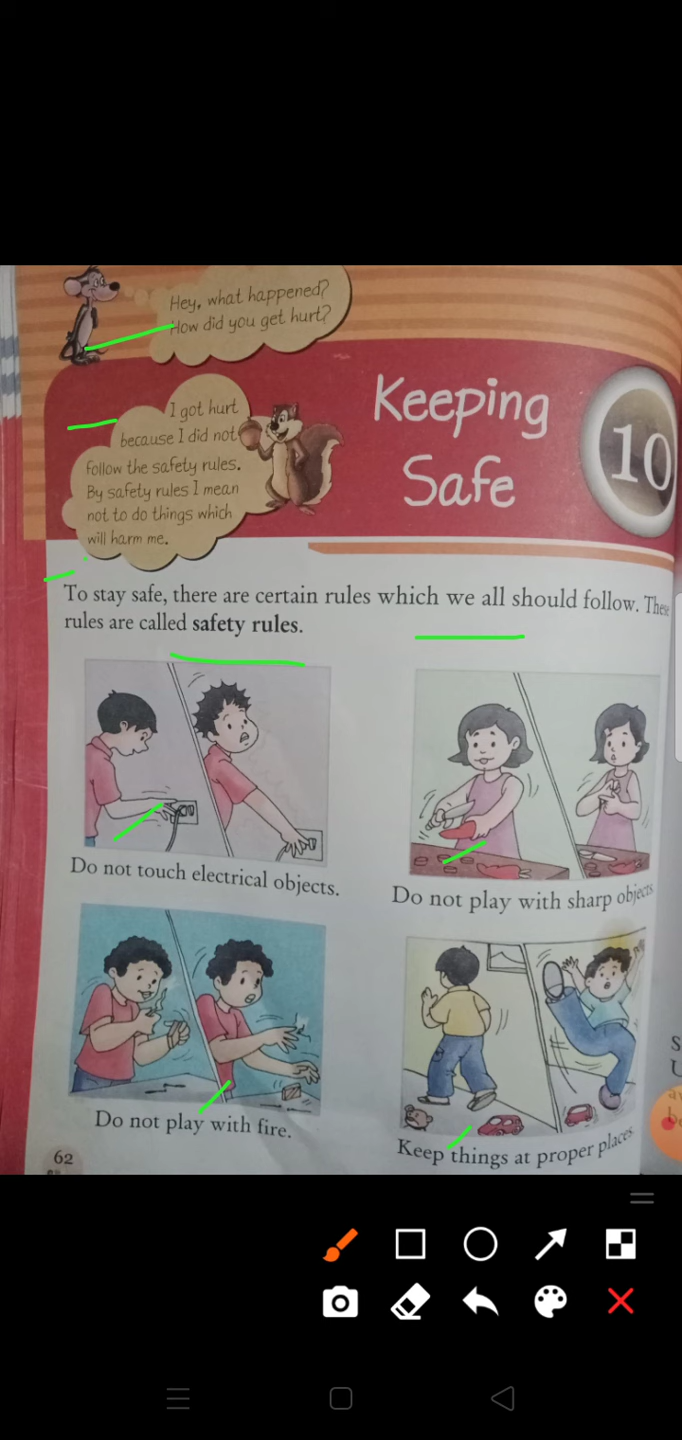 Hey, what happened?
How did you get hurt?
Keeping
Safe
10
I got hurt
because I did not
follow the safety rules.
By safety rules I mean
not to do things which
will harm me.
To stay safe, there are certain rules which we all should follow. These
rules are called safety rules.
Do not touch electrical objects.
Do not play with sharp objects.
Do not play with fire.
Keep things at proper places.
62